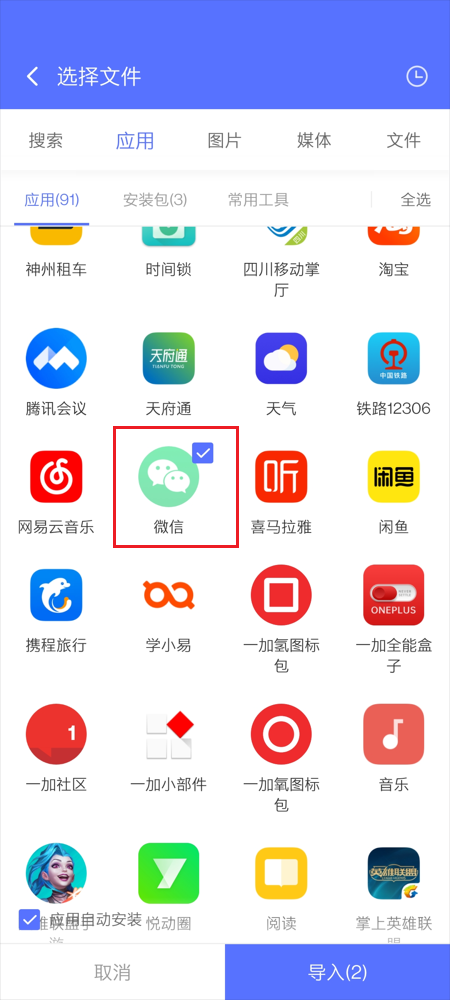 选择文件
搜索 应用 图片 媒体 文件
应用(91) 安装包(3) 常用工具 全选
神州租车 时间锁 四川移动掌 淘宝
厅
天府通
TIANFU TONG
中国铁路
腾讯会议 天府通 天气 铁路12306
听
闲鱼
网易云音乐 微信 喜马拉雅 闲鱼
ONEPLUS
携程旅行 学小易 一加氢图标 一加全能盒
包 子
1
一加社区 一加小部件 一加氧图标 音乐
包
英雄联盟
应用自动安装
雄联盟手 悦动圈 阅读 掌上英雄联
游 盟
取消 导入(2)